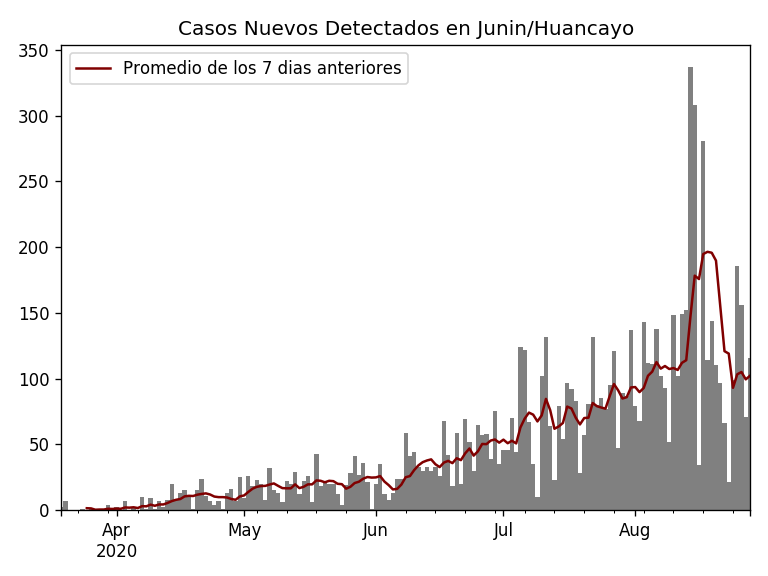 Casos Nuevos Detectados en Junin/Huancayo
Promedio de los 7 dias anteriores
350
300
250
200
150
100
50
0
Apr
2020
May
Jun
Jul
Aug